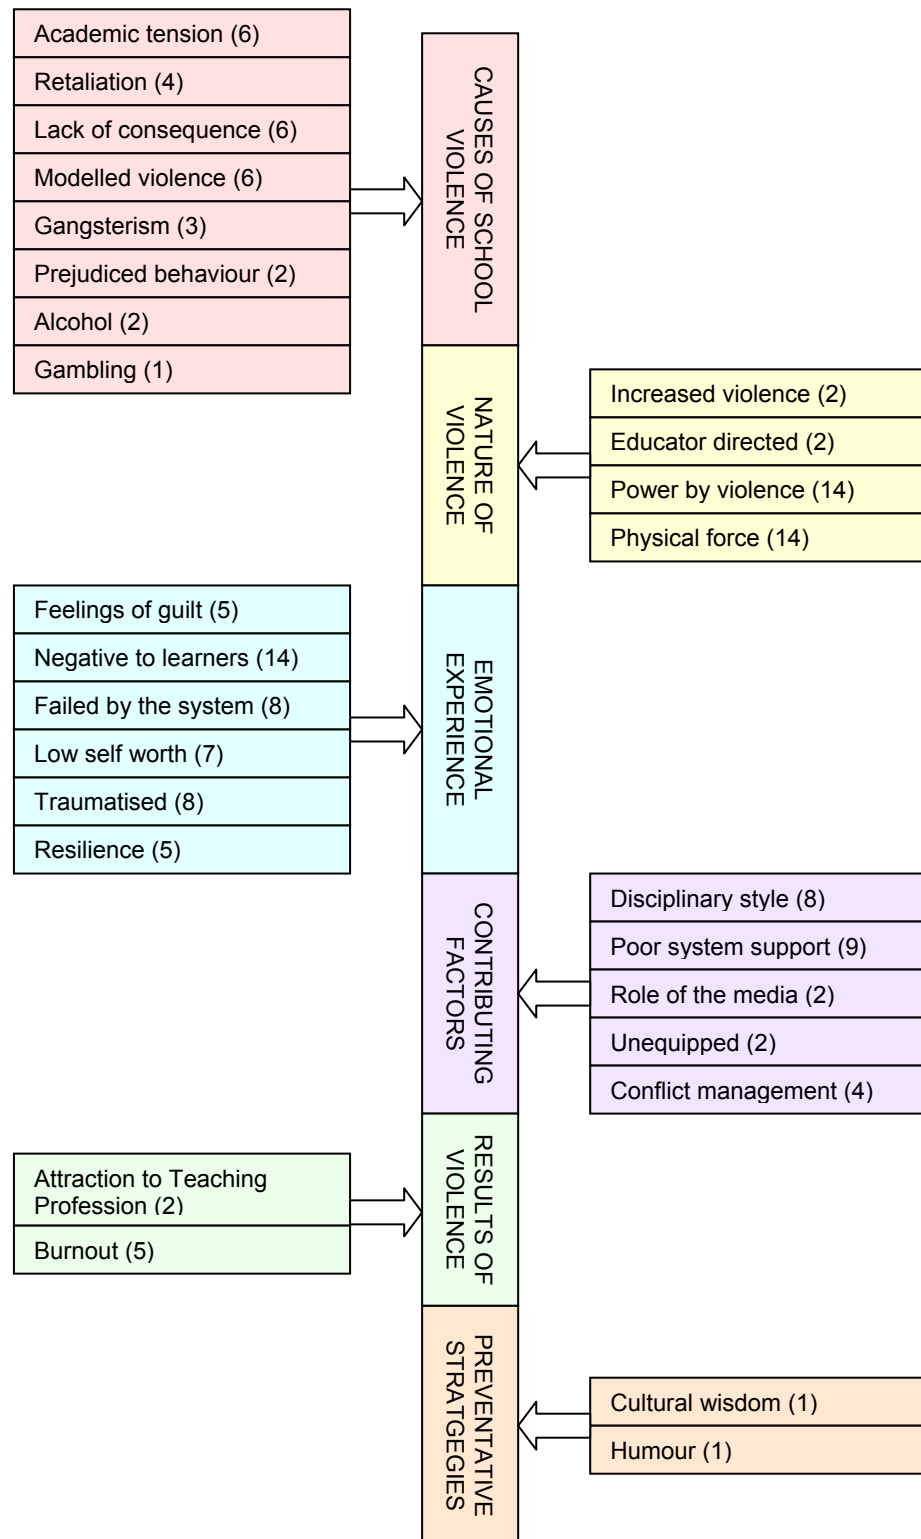 Academic tension (6)
Retaliation (4)
Lack of consequence (6)
Modelled violence (6)
Gangsterism (3)
Prejudiced behaviour (2)
Alcohol (2)
Gambling (1)
CAUSES OF SCHOOL
VIOLENCE
NATURE OF
VIOLENCE
Increased violence (2)
Educator directed (2)
Power by violence (14)
Physical force (14)
Feelings of guilt (5)
Negative to learners (14)
Failed by the system (8)
Low self worth (7)
Traumatised (8)
Resilience (5)
EMOTIONAL
EXPERIENCE
CONTRIBUTING
FACTORS
Disciplinary style (8)
Poor system support (9)
Role of the media (2)
Unequipped (2)
Conflict management (4)
Attraction to Teaching
Profession (2)
Burnout (5)
RESULTS OF
VIOLENCE
PREVENTATIVE
STRATGEGIES
Cultural wisdom (1)
Humour (1)